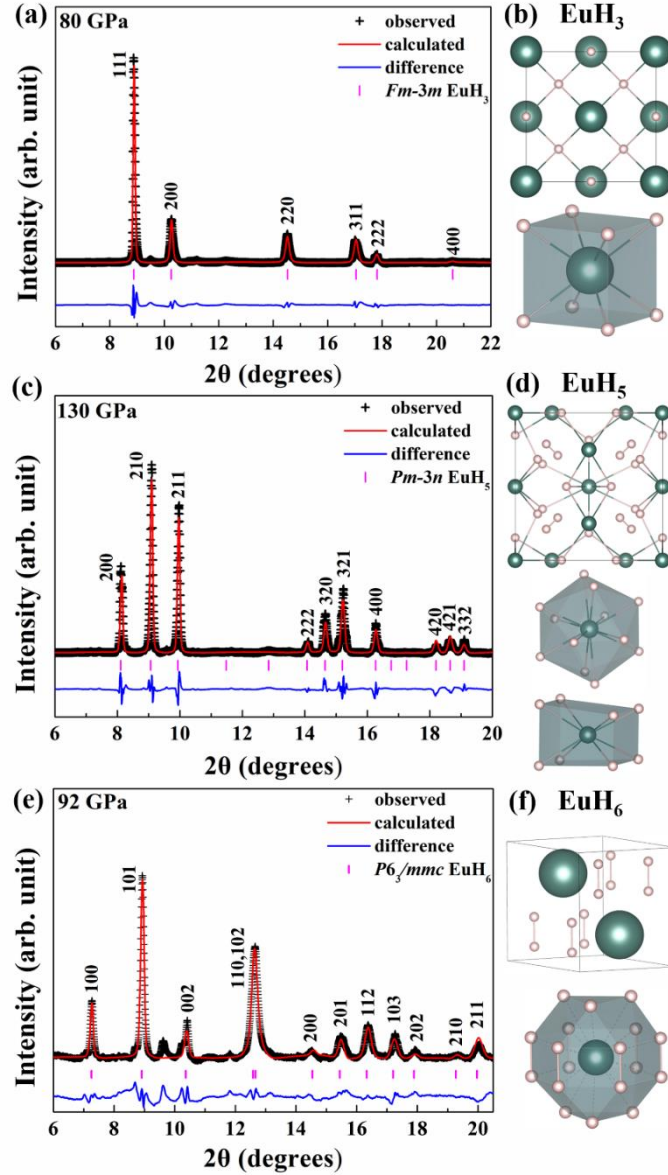 (a)
80 GPa
observed
calculated
difference
Fm-3m EuH₃
111
200
220
311
222
400
Intensity (arb. unit)
6 8 10 12 14 16 18 20 22
2θ (degrees)
(b) EuH₃
(c)
130 GPa
observed
calculated
difference
Pm-3n EuH₅
200
210
211
222
320
321
400
420
421
332
Intensity (arb. unit)
6 8 10 12 14 16 18 20
2θ (degrees)
(d) EuH₅
(e)
92 GPa
observed
calculated
difference
P6₃/mmc EuH₆
100
101
002
110,102
200
201
112
103
202
210
211
Intensity (arb. unit)
6 8 10 12 14 16 18 20
2θ (degrees)
(f) EuH₆